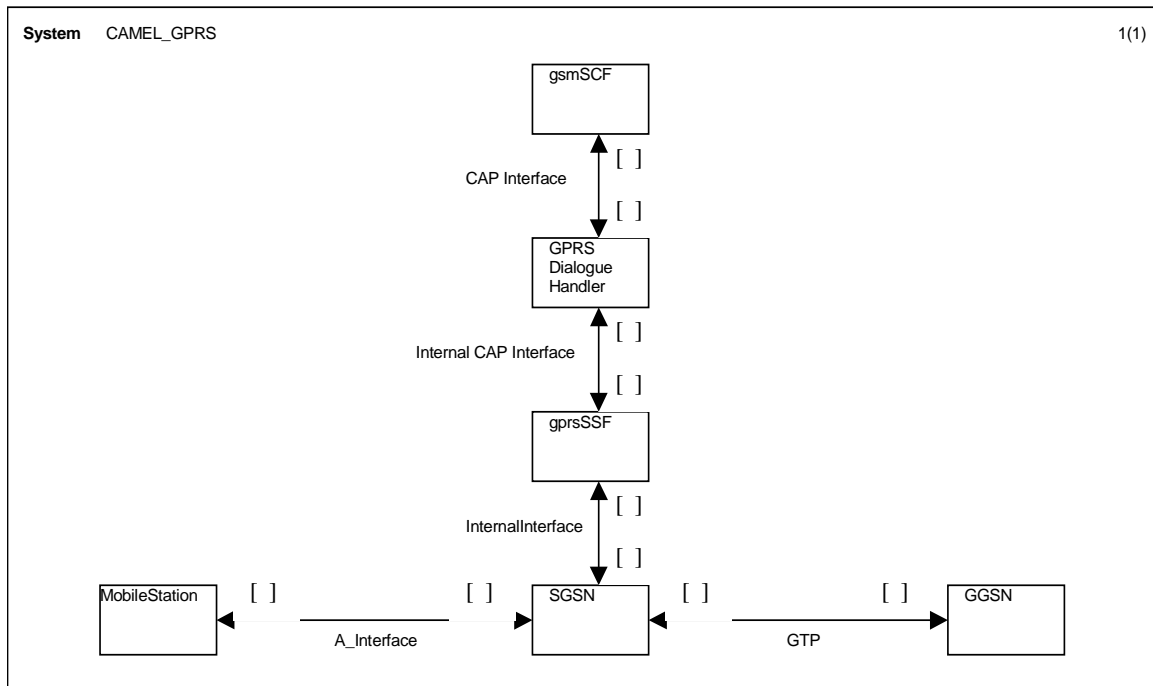 System CAMEL_GPRS 1(1)
gsmSCF
[ ]
CAP Interface
[ ]
GPRS
Dialogue
Handler
[ ]
Internal CAP Interface
[ ]
gprsSSF
[ ]
InternalInterface
[ ]
MobileStation [ ] [ ] SGSN [ ] [ ] GGSN
A_Interface GTP